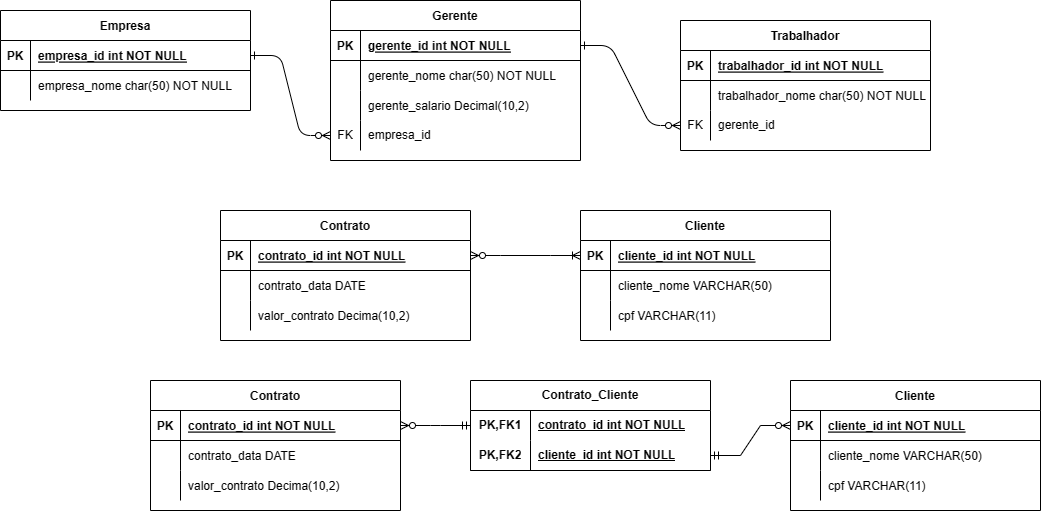 Empresa
PK empresa_id int NOT NULL
empresa_nome char(50) NOT NULL
Gerente
PK gerente_id int NOT NULL
gerente_nome char(50) NOT NULL
gerente_salario Decimal(10,2)
FK empresa_id
Trabalhador
PK trabalhador_id int NOT NULL
trabalhador_nome char(50) NOT NULL
FK gerente_id
Contrato
PK contrato_id int NOT NULL
contrato_data DATE
valor_contrato Decima(10,2)
Cliente
PK cliente_id int NOT NULL
cliente_nome VARCHAR(50)
cpf VARCHAR(11)
Contrato
PK contrato_id int NOT NULL
contrato_data DATE
valor_contrato Decima(10,2)
Contrato_Cliente
PK,FK1 contrato_id int NOT NULL
PK,FK2 cliente_id int NOT NULL
Cliente
PK cliente_id int NOT NULL
cliente_nome VARCHAR(50)
cpf VARCHAR(11)